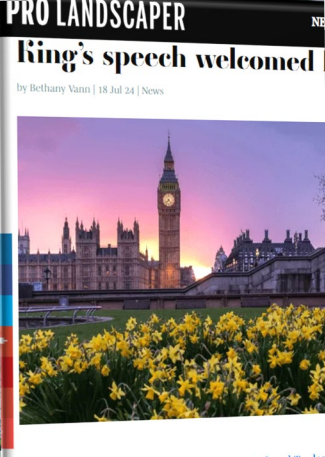 PRO LANDSCAPER
King's speech welcomed
by Bethany Vann | 18 Jul 24 | News